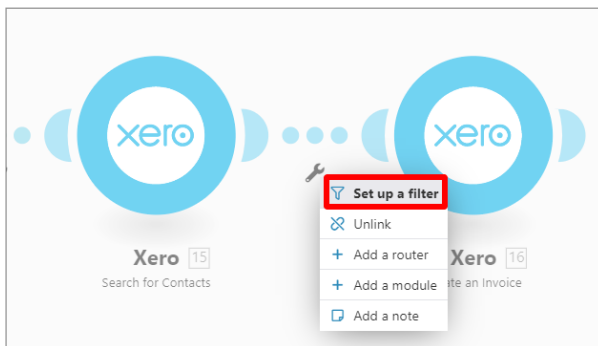 xero
xero
Set up a filter
Unlink
Add a router
Add a module
Add a note
Xero 15
Search for Contacts
Xero 16
an Invoice